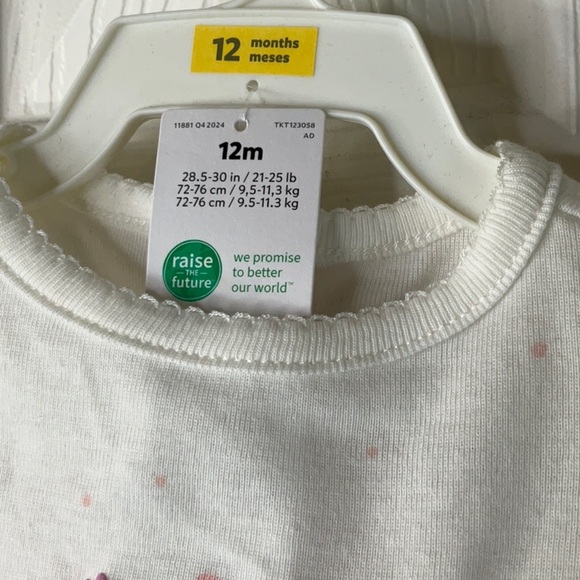 12 months
meses
11881 Q4 2024 TKT123058
AD
12m
28.5-30 in / 21-25 lb
72-76 cm / 9,5-11,3 kg
72-76 cm / 9.5-11.3 kg
raise
THE
future
we promise
to better
our world™